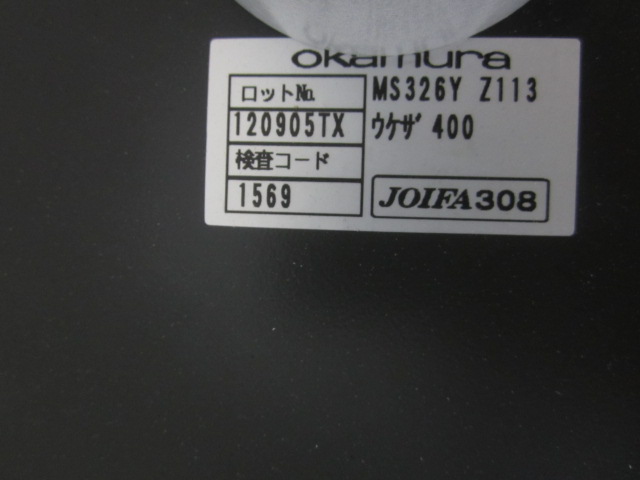 okamura
ロットNo.
MS326Y Z113
120905TX
ｳｹｻﾞ 400
検査コード
1569
JOIFA308